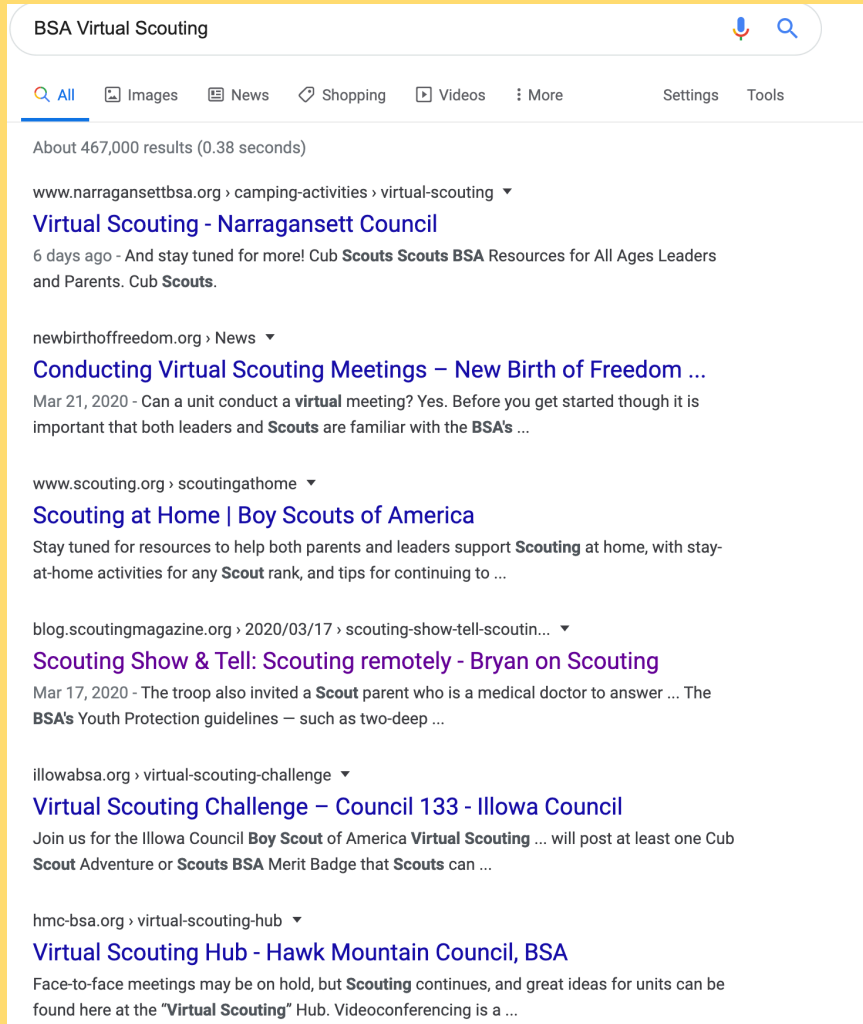 BSA Virtual Scouting
All Images News Shopping Videos More Settings Tools
About 467,000 results (0.38 seconds)
www.narragansettbsa.org › camping-activities › virtual-scouting
Virtual Scouting - Narragansett Council
6 days ago - And stay tuned for more! Cub Scouts Scouts BSA Resources for All Ages Leaders
and Parents. Cub Scouts.
newbirthoffreedom.org › News
Conducting Virtual Scouting Meetings – New Birth of Freedom ...
Mar 21, 2020 - Can a unit conduct a virtual meeting? Yes. Before you get started though it is
important that both leaders and Scouts are familiar with the BSA's ...
www.scouting.org › scoutingathome
Scouting at Home | Boy Scouts of America
Stay tuned for resources to help both parents and leaders support Scouting at home, with stay-
at-home activities for any Scout rank, and tips for continuing to ...
blog.scoutingmagazine.org › 2020/03/17 › scouting-show-tell-scoutin...
Scouting Show & Tell: Scouting remotely - Bryan on Scouting
Mar 17, 2020 - The troop also invited a Scout parent who is a medical doctor to answer ... The
BSA's Youth Protection guidelines — such as two-deep ...
illowabsa.org › virtual-scouting-challenge
Virtual Scouting Challenge – Council 133 - Illowa Council
Join us for the Illowa Council Boy Scout of America Virtual Scouting ... will post at least one Cub
Scout Adventure or Scouts BSA Merit Badge that Scouts can ...
hmc-bsa.org › virtual-scouting-hub
Virtual Scouting Hub - Hawk Mountain Council, BSA
Face-to-face meetings may be on hold, but Scouting continues, and great ideas for units can be
found here at the “Virtual Scouting” Hub. Videoconferencing is a ...